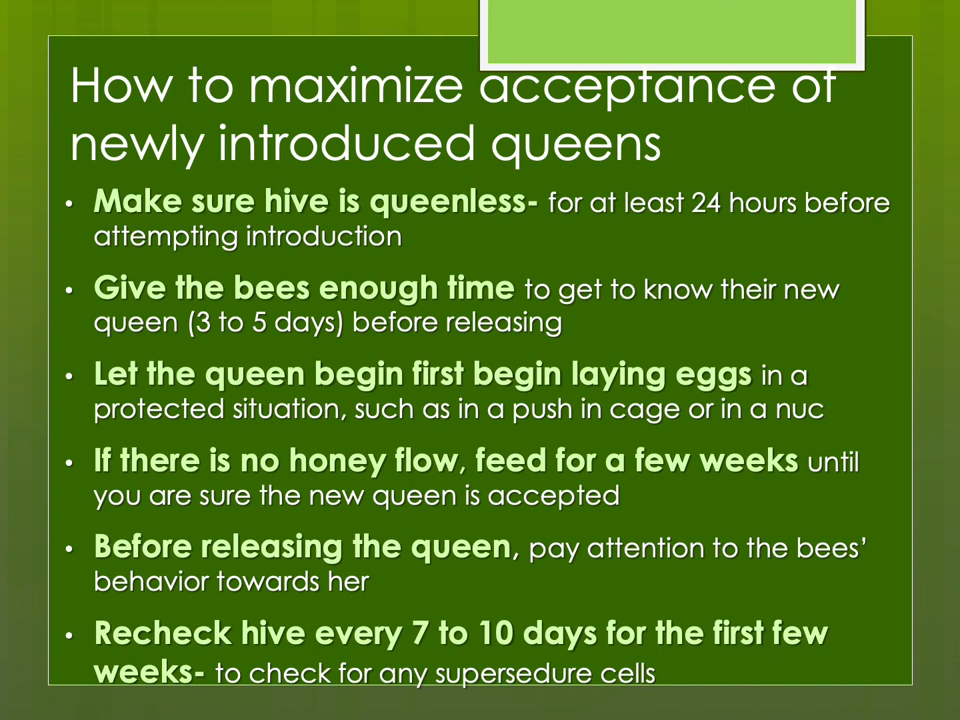 How to maximize acceptance of
newly introduced queens
• Make sure hive is queenless- for at least 24 hours before
attempting introduction
• Give the bees enough time to get to know their new
queen (3 to 5 days) before releasing
• Let the queen begin first begin laying eggs in a
protected situation, such as in a push in cage or in a nuc
• If there is no honey flow, feed for a few weeks until
you are sure the new queen is accepted
• Before releasing the queen, pay attention to the bees’
behavior towards her
• Recheck hive every 7 to 10 days for the first few
weeks- to check for any supersedure cells